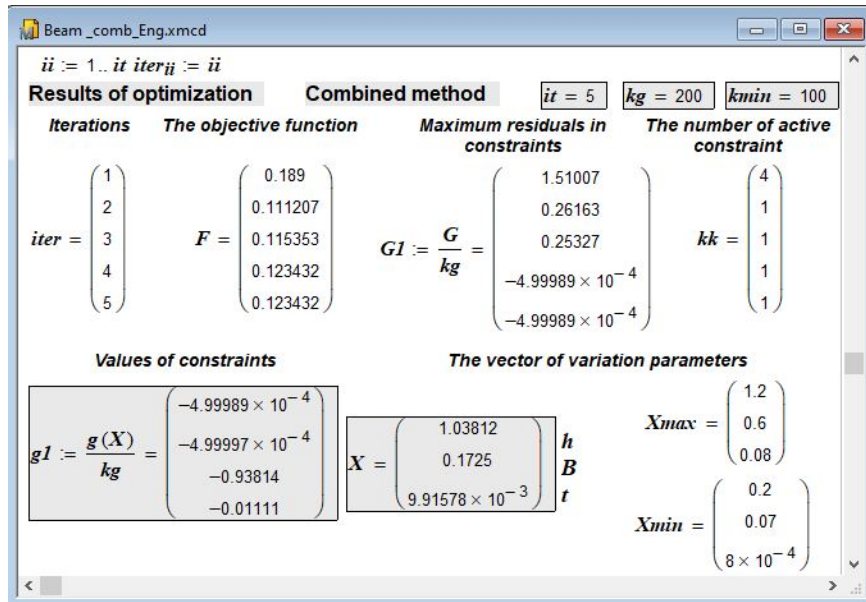 Beam _comb_Eng.xmcd
ii := 1.. it iter_ii := ii
Results of optimization Combined method it = 5 kg = 200 kmin = 100
Iterations The objective function Maximum residuals in constraints The number of active constraint
iter = (1 2 3 4 5) F = (0.189 0.111207 0.115353 0.123432 0.123432) G1 := G/kg = (1.51007 0.26163 0.25327 −4.99989 × 10^−4 −4.99989 × 10^−4) kk = (4 1 1 1 1)
Values of constraints The vector of variation parameters
g1 := g(X)/kg = (−4.99989 × 10^−4 −4.99997 × 10^−4 −0.93814 −0.01111) X = (1.03812 0.1725 9.91578 × 10^−3) h B t
Xmax = (1.2 0.6 0.08)
Xmin = (0.2 0.07 8 × 10^−4)